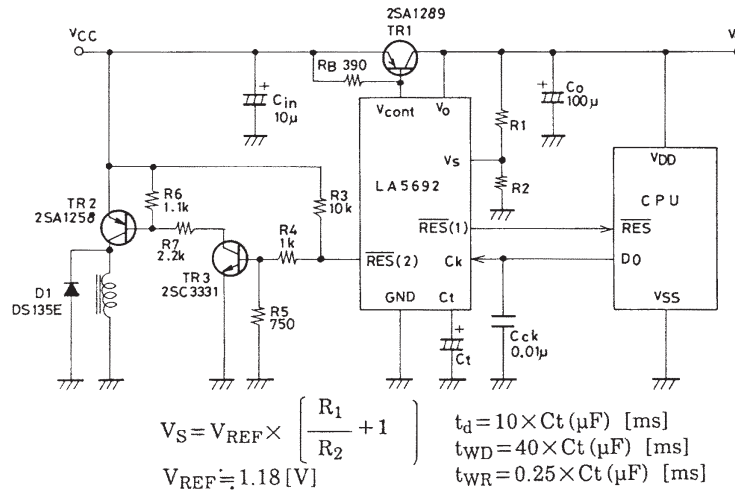 2SA1289
TR1
VCC
V
RB 390
+
Cin
10μ
Vcont
Vo
+
Co
100μ
R1
Vs
R2
LA5692
VDD
CPU
TR2
2SA1258
R6
1.1k
R3
10k
R7
2.2k
R4
1k
RES(1)
RES
RES(2)
Ck
DO
TR3
2SC3331
D1
DS135E
R5
750
GND
Ct
VSS
+
Ct
Cck
0.01μ
VS=VREF×(R1/R2+1)
VREF≒1.18[V]
td=10×Ct(μF) [ms]
tWD=40×Ct(μF) [ms]
tWR=0.25×Ct(μF) [ms]